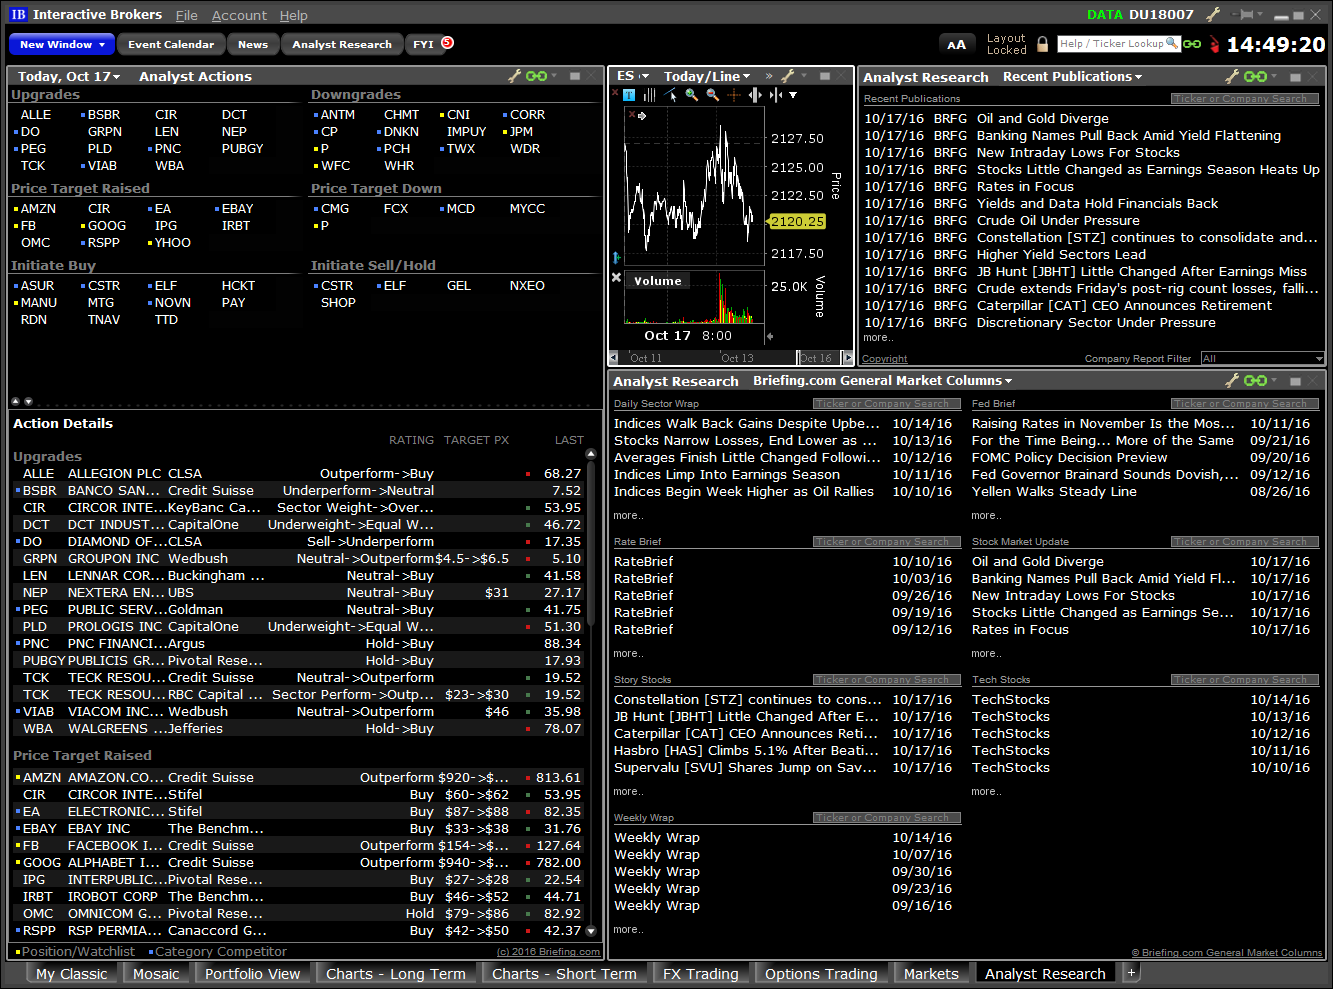 IB Interactive Brokers File Account Help DATA DU18007
New Window Event Calendar News Analyst Research FYI 5 AA Layout Locked Help / Ticker Lookup 14:49:20
Today, Oct 17 Analyst Actions
Upgrades
ALLE BSBR CIR DCT
DO GRPN LEN NEP
PEG PLD PNC PUBGY
TCK VIAB WBA
Downgrades
ANTM CHMT CNI CORR
CP DNKN IMPUY JPM
P PCH TWX WDR
WFC WHR
Price Target Raised
AMZN CIR EA EBAY
FB GOOG IPG IRBT
OMC RSPP YHOO
Price Target Down
CMG FCX MCD MYCC
P
Initiate Buy
ASUR CSTR ELF HCKT
MANU MTG NOVN PAY
RDN TNAV TTD
Initiate Sell/Hold
CSTR ELF GEL NXEO
SHOP
Action Details
RATING TARGET PX LAST
Upgrades
ALLE ALLEGION PLC CLSA Outperform->Buy 68.27
BSBR BANCO SAN... Credit Suisse Underperform->Neutral 7.52
CIR CIRCOR INTE... KeyBanc Ca... Sector Weight->Over... 53.95
DCT DCT INDUST... CapitalOne Underweight->Equal W... 46.72
DO DIAMOND OF... CLSA Sell->Underperform 17.35
GRPN GROUPON INC Wedbush Neutral->Outperform $4.5->$6.5 5.10
LEN LENNAR COR... Buckingham ... Neutral->Buy 41.58
NEP NEXTERA EN... UBS Neutral->Buy $31 27.17
PEG PUBLIC SERV... Goldman Neutral->Buy 41.75
PLD PROLOGIS INC CapitalOne Underweight->Equal W... 51.30
PNC PNC FINANCI... Argus Hold->Buy 88.34
PUBGY PUBLICIS GR... Pivotal Rese... Hold->Buy 17.93
TCK TECK RESOU... Credit Suisse Neutral->Outperform 19.52
TCK TECK RESOU... RBC Capital ... Sector Perform->Outp... $23->$30 19.52
VIAB VIACOM INC... Wedbush Neutral->Outperform $46 35.98
WBA WALGREENS ... Jefferies Hold->Buy 78.07
Price Target Raised
AMZN AMAZON.CO... Credit Suisse Outperform $920->$... 813.61
CIR CIRCOR INTE... Stifel Buy $60->$62 53.95
EA ELECTRONIC... Stifel Buy $87->$88 82.35
EBAY EBAY INC The Benchm... Buy $33->$38 31.76
FB FACEBOOK I... Credit Suisse Outperform $154->$... 127.64
GOOG ALPHABET I... Credit Suisse Outperform $940->$... 782.00
IPG INTERPUBLIC... Pivotal Rese... Buy $27->$28 22.54
IRBT IROBOT CORP The Benchm... Buy $46->$52 44.71
OMC OMNICOM G... Pivotal Rese... Hold $79->$86 82.92
RSPP RSP PERMIA... Canaccord G... Buy $42->$50 42.37
Position/Watchlist Category Competitor (c) 2016 Briefing.com
ES Today/Line »
T
2127.50
2125.00
2122.50
2120.25
2117.50
Price
Volume
25.0K
Volume
Oct 17 8:00
Oct 11 Oct 13 Oct 16
Analyst Research Recent Publications
Recent Publications Ticker or Company Search
10/17/16 BRFG Oil and Gold Diverge
10/17/16 BRFG Banking Names Pull Back Amid Yield Flattening
10/17/16 BRFG New Intraday Lows For Stocks
10/17/16 BRFG Stocks Little Changed as Earnings Season Heats Up
10/17/16 BRFG Rates in Focus
10/17/16 BRFG Yields and Data Hold Financials Back
10/17/16 BRFG Crude Oil Under Pressure
10/17/16 BRFG Constellation [STZ] continues to consolidate and...
10/17/16 BRFG Higher Yield Sectors Lead
10/17/16 BRFG JB Hunt [JBHT] Little Changed After Earnings Miss
10/17/16 BRFG Crude extends Friday's post-rig count losses, falli...
10/17/16 BRFG Caterpillar [CAT] CEO Announces Retirement
10/17/16 BRFG Discretionary Sector Under Pressure
more..
Copyright Company Report Filter All
Analyst Research Briefing.com General Market Columns
Daily Sector Wrap Ticker or Company Search
Indices Walk Back Gains Despite Upbe... 10/14/16
Stocks Narrow Losses, End Lower as ... 10/13/16
Averages Finish Little Changed Followi... 10/12/16
Indices Limp Into Earnings Season 10/11/16
Indices Begin Week Higher as Oil Rallies 10/10/16
more..
Fed Brief Ticker or Company Search
Raising Rates in November Is the Mos... 10/11/16
For the Time Being... More of the Same 09/21/16
FOMC Policy Decision Preview 09/20/16
Fed Governor Brainard Sounds Dovish,... 09/12/16
Yellen Walks Steady Line 08/26/16
more..
Rate Brief Ticker or Company Search
RateBrief 10/10/16
RateBrief 10/03/16
RateBrief 09/26/16
RateBrief 09/19/16
RateBrief 09/12/16
more..
Stock Market Update Ticker or Company Search
Oil and Gold Diverge 10/17/16
Banking Names Pull Back Amid Yield Fl... 10/17/16
New Intraday Lows For Stocks 10/17/16
Stocks Little Changed as Earnings Se... 10/17/16
Rates in Focus 10/17/16
more..
Story Stocks Ticker or Company Search
Constellation [STZ] continues to cons... 10/17/16
JB Hunt [JBHT] Little Changed After E... 10/17/16
Caterpillar [CAT] CEO Announces Reti... 10/17/16
Hasbro [HAS] Climbs 5.1% After Beati... 10/17/16
Supervalu [SVU] Shares Jump on Sav... 10/17/16
more..
Tech Stocks Ticker or Company Search
TechStocks 10/14/16
TechStocks 10/13/16
TechStocks 10/12/16
TechStocks 10/11/16
TechStocks 10/10/16
more..
Weekly Wrap Ticker or Company Search
Weekly Wrap 10/14/16
Weekly Wrap 10/07/16
Weekly Wrap 09/30/16
Weekly Wrap 09/23/16
Weekly Wrap 09/16/16
more..
© Briefing.com General Market Columns
My Classic Mosaic Portfolio View Charts - Long Term Charts - Short Term FX Trading Options Trading Markets Analyst Research +